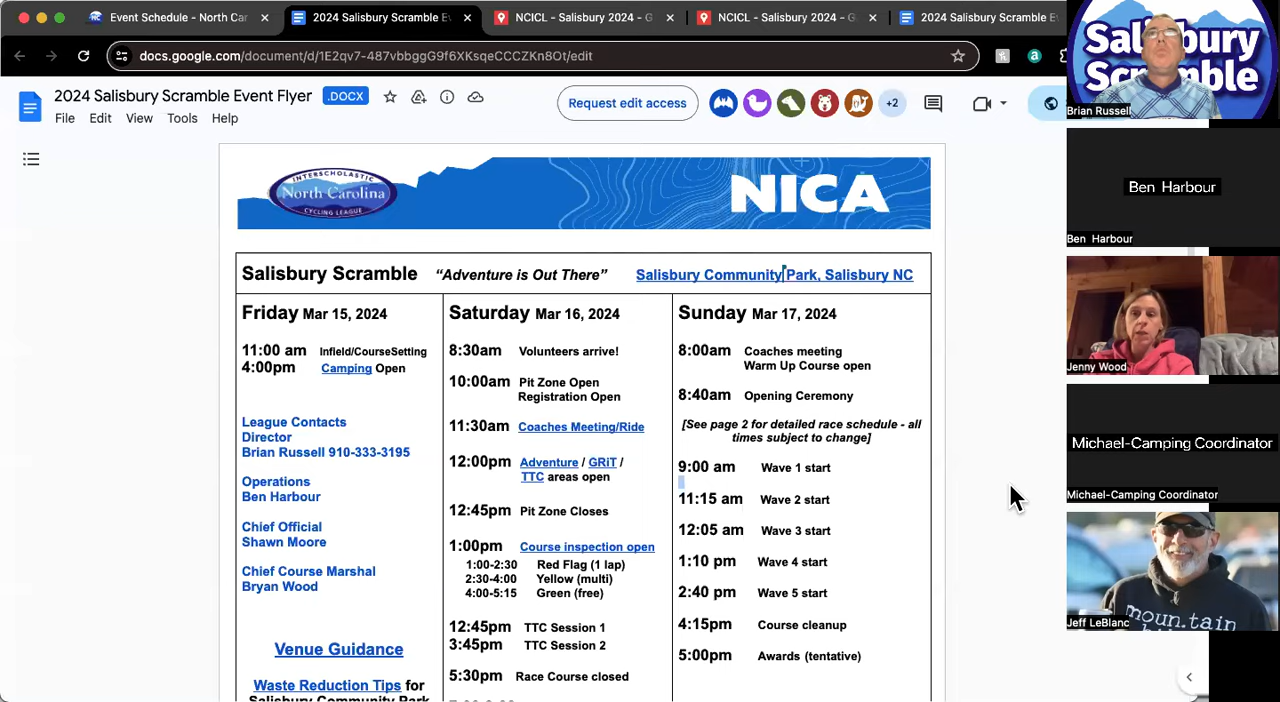 Event Schedule - North Car
2024 Salisbury Scramble Ev
NCICL - Salisbury 2024 - G
NCICL - Salisbury 2024 - G
2024 Salisbury Scramble E
docs.google.com/document/d/1E2qv7-487vbbggG9f6XKsqeCCCZKn8Ot/edit
2024 Salisbury Scramble Event Flyer
.DOCX
File Edit View Tools Help
Request edit access
+2
INTERSCHOLASTIC
North Carolina
CYCLING LEAGUE
NICA
Salisbury Scramble “Adventure is Out There” Salisbury Community Park, Salisbury NC
Friday Mar 15, 2024
11:00 am Infield/CourseSetting
4:00pm Camping Open
League Contacts
Director
Brian Russell 910-333-3195
Operations
Ben Harbour
Chief Official
Shawn Moore
Chief Course Marshal
Bryan Wood
Venue Guidance
Waste Reduction Tips for
Salisbury Community Park
Saturday Mar 16, 2024
8:30am Volunteers arrive!
10:00am Pit Zone Open
Registration Open
11:30am Coaches Meeting/Ride
12:00pm Adventure / GRiT /
TTC areas open
12:45pm Pit Zone Closes
1:00pm Course inspection open
1:00-2:30 Red Flag (1 lap)
2:30-4:00 Yellow (multi)
4:00-5:15 Green (free)
12:45pm TTC Session 1
3:45pm TTC Session 2
5:30pm Race Course closed
Sunday Mar 17, 2024
8:00am Coaches meeting
Warm Up Course open
8:40am Opening Ceremony
[See page 2 for detailed race schedule - all
times subject to change]
9:00 am Wave 1 start
11:15 am Wave 2 start
12:05 am Wave 3 start
1:10 pm Wave 4 start
2:40 pm Wave 5 start
4:15pm Course cleanup
5:00pm Awards (tentative)
Salisbury
Scramble
Brian Russell
Ben Harbour
Ben Harbour
Jenny Wood
Michael-Camping Coordinator
Michael-Camping Coordinator
moun.tain
Jeff LeBlanc